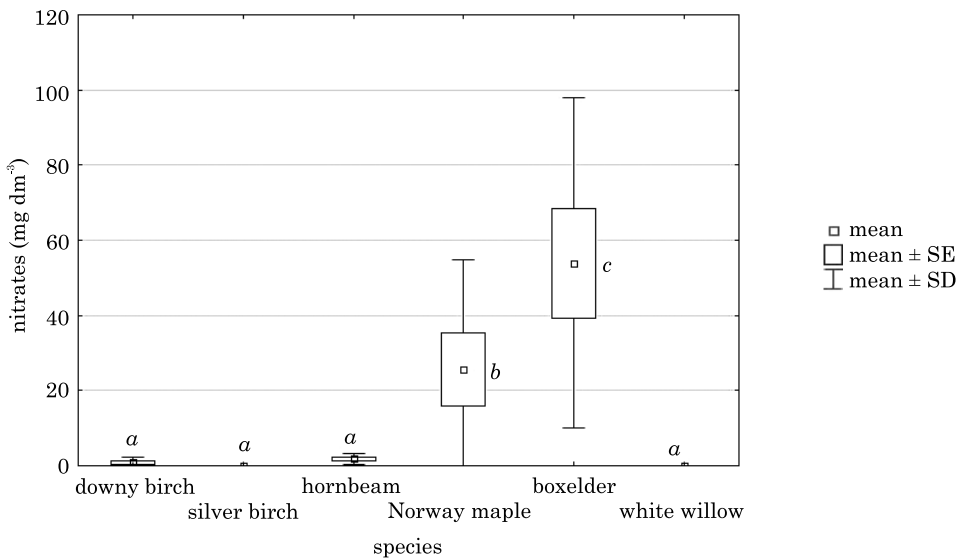 120
100
80
60
40
20
0
nitrates (mg dm⁻³)
a
a
a
b
c
a
downy birch
silver birch
hornbeam
Norway maple
boxelder
white willow
species
mean
mean ± SE
mean ± SD